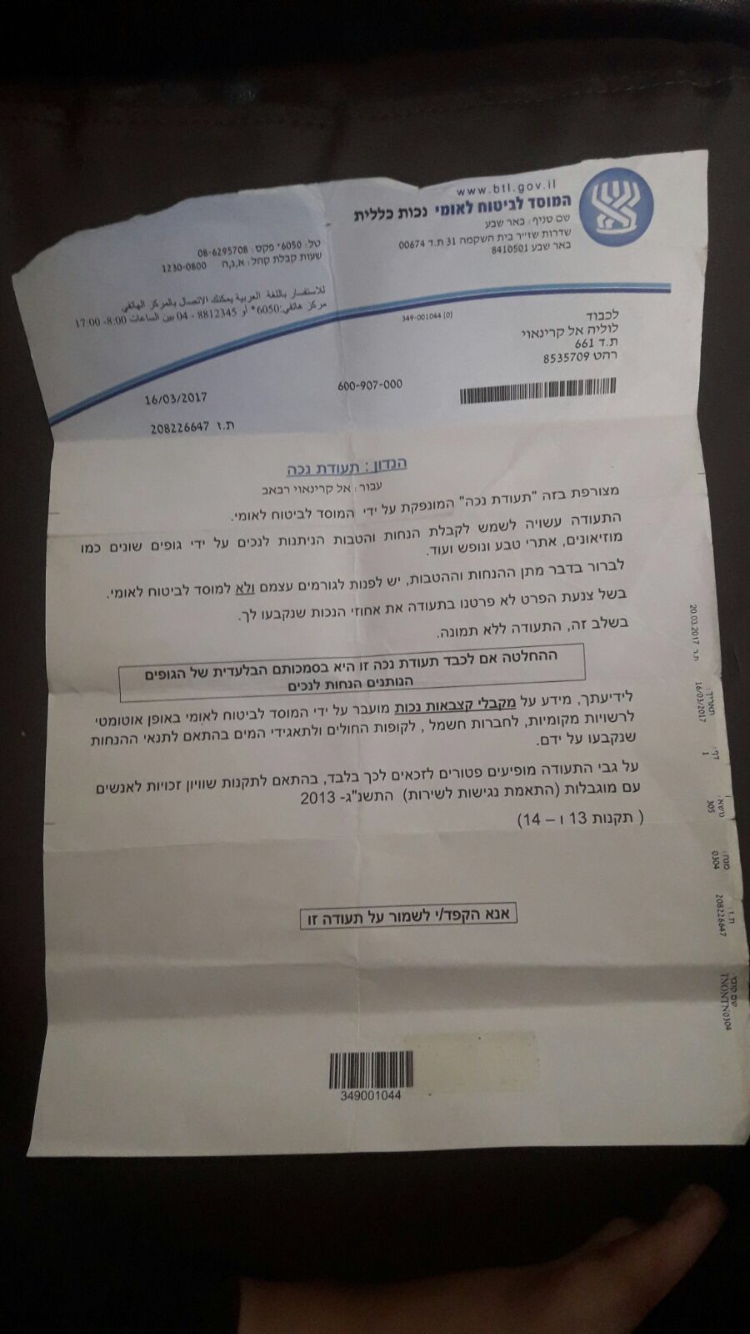 www.btl.gov.il
המוסד לביטוח לאומי נכות כללית
שם סניף: באר שבע
שדרות שז״ר בית השקמה 31 ת.ד 00674
באר שבע 8410501
טל: 6050* פקס: 08-6295708
שעות קבלת קהל: א,ג,ה 1230-0800
للاستفسار باللغة العربية يمكنك الاتصال بالمركز الهاتفي
مركز هاتفي:6050* أو 8812345 - 04 بين الساعات 8:00- 17:00
349-001044 (0)
לכבוד
לוליה אל קרינאוי
ת.ד 661
רהט 8535709
600-907-000
16/03/2017
ת.ז 208226647
הנדון: תעודת נכה
עבור: אל קרינאוי רבאב
מצורפת בזה "תעודת נכה" המונפקת על ידי המוסד לביטוח לאומי.
התעודה עשויה לשמש לקבלת הנחות והטבות הניתנות לנכים על ידי גופים שונים כמו
מוזיאונים, אתרי טבע ונופש ועוד.
לברור בדבר מתן ההנחות וההטבות, יש לפנות לגורמים עצמם ולא למוסד לביטוח לאומי.
בשל צנעת הפרט לא פרטנו בתעודה את אחוזי הנכות שנקבעו לך.
בשלב זה, התעודה ללא תמונה.
ההחלטה אם לכבד תעודת נכה זו היא בסמכותם הבלעדית של הגופים
הנותנים הנחות לנכים
לידיעתך, מידע על מקבלי קצבאות נכות מועבר על ידי המוסד לביטוח לאומי באופן אוטומטי
לרשויות מקומיות, לחברות חשמל, לקופות החולים ולתאגידי המים בהתאם לתנאי ההנחות
שנקבעו על ידם.
על גבי התעודה מופיעים פטורים לזכאים לכך בלבד, בהתאם לתקנות שוויון זכויות לאנשים
עם מוגבלות (התאמת נגישות לשירות) התשנ"ג- 2013
( תקנות 13 ו – 14)
אנא הקפד/י לשמור על תעודה זו
349001044
20.03.2017
תאריך: 16/03/2017
דף: 1
נושא: 305
0304
ת.ז: 208226647